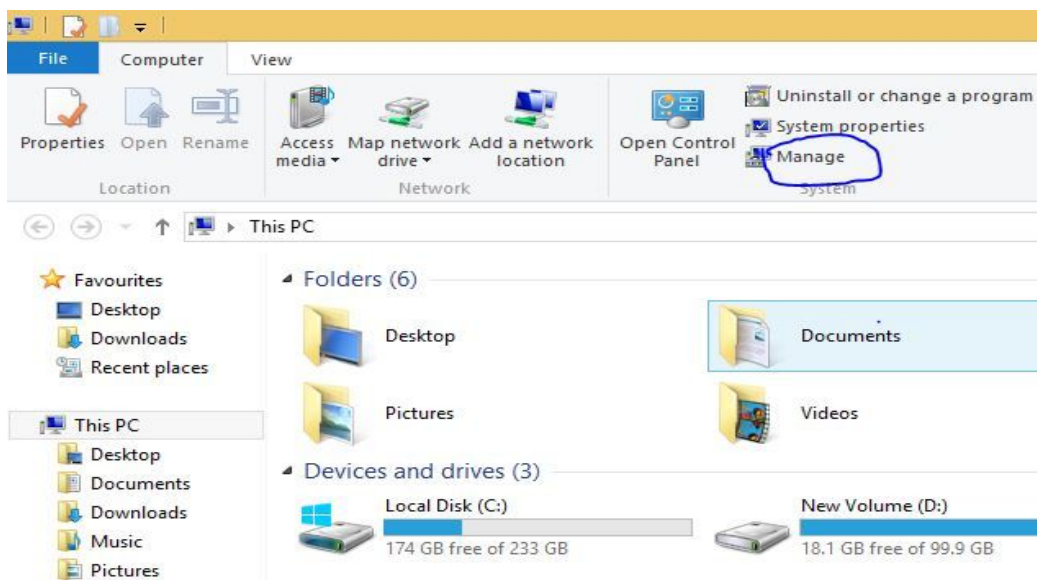 File Computer View
Properties Open Rename
Access media
Map network drive
Add a network location
Open Control Panel
Uninstall or change a program
System properties
Manage
Location Network System
This PC
Favourites
Desktop
Downloads
Recent places
This PC
Desktop
Documents
Downloads
Music
Pictures
Folders (6)
Desktop Documents
Pictures Videos
Devices and drives (3)
Local Disk (C:)
174 GB free of 233 GB
New Volume (D:)
18.1 GB free of 99.9 GB